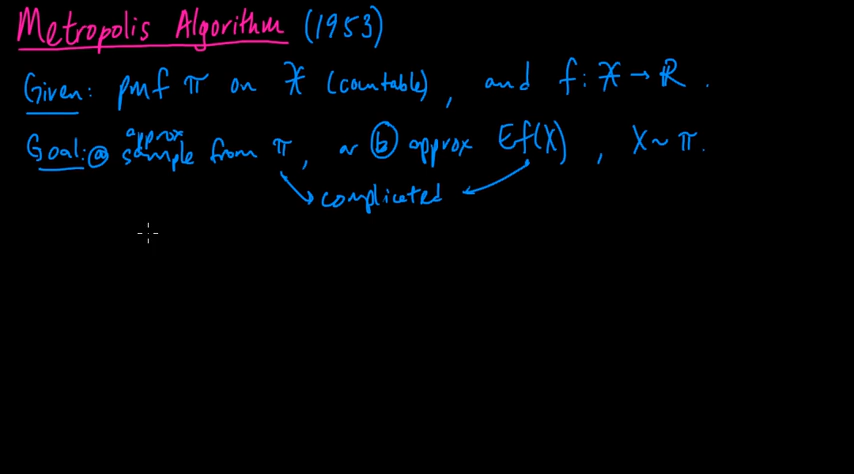 Metropolis Algorithm (1953)
Given: pmf π on 𝒳 (countable), and f: 𝒳 → ℝ.
Goal: ⓐ approx sample from π, or ⓑ approx Ef(X), X ~ π.
complicated